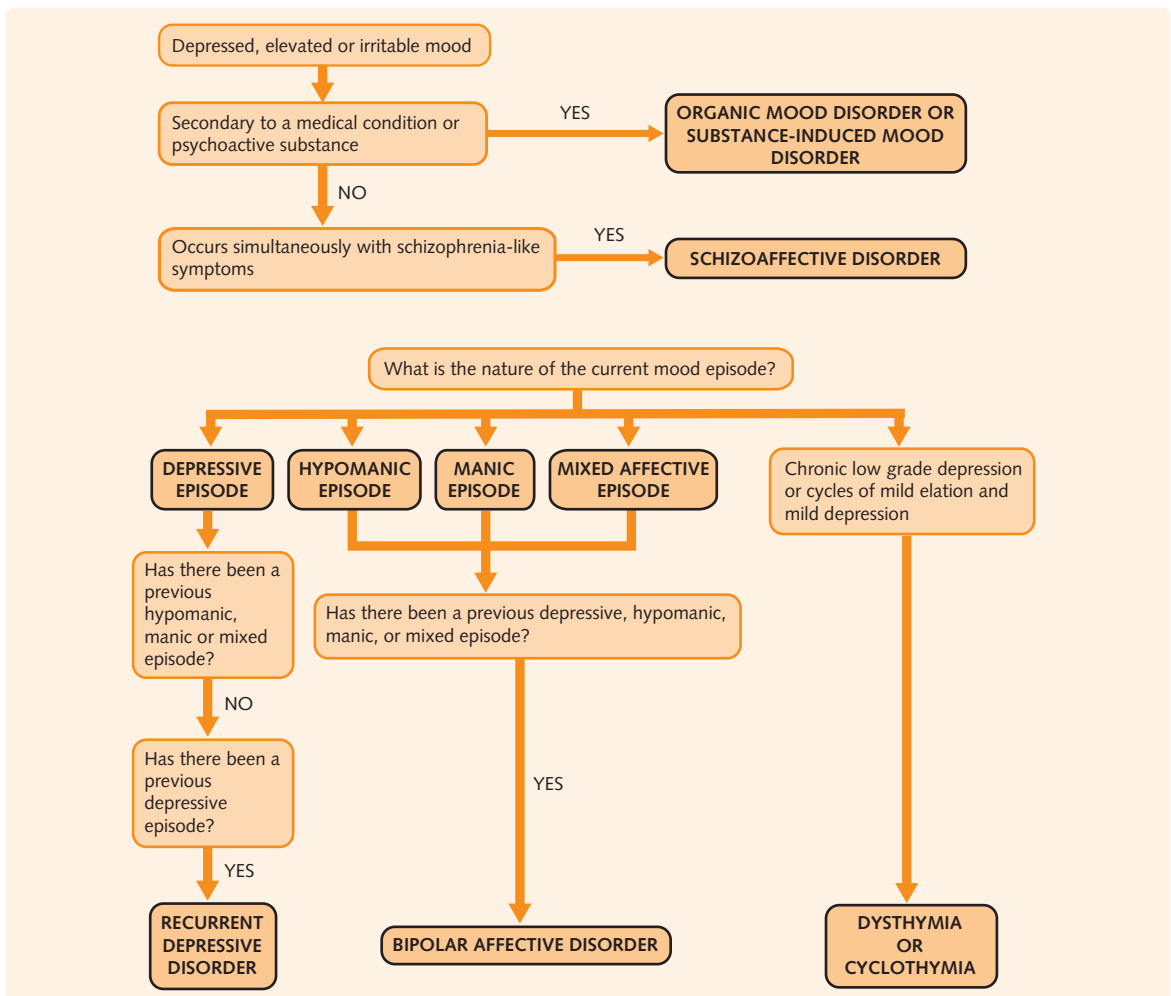 Depressed, elevated or irritable mood
Secondary to a medical condition or
psychoactive substance
YES
ORGANIC MOOD DISORDER OR
SUBSTANCE-INDUCED MOOD
DISORDER
NO
Occurs simultaneously with schizophrenia-like
symptoms
YES
SCHIZOAFFECTIVE DISORDER
What is the nature of the current mood episode?
DEPRESSIVE
EPISODE
HYPOMANIC
EPISODE
MANIC
EPISODE
MIXED AFFECTIVE
EPISODE
Chronic low grade depression
or cycles of mild elation and
mild depression
Has there been a
previous
hypomanic,
manic or mixed
episode?
Has there been a previous depressive, hypomanic,
manic, or mixed episode?
NO
Has there been a
previous
depressive
episode?
YES
YES
RECURRENT
DEPRESSIVE
DISORDER
BIPOLAR AFFECTIVE DISORDER
DYSTHYMIA
OR
CYCLOTHYMIA